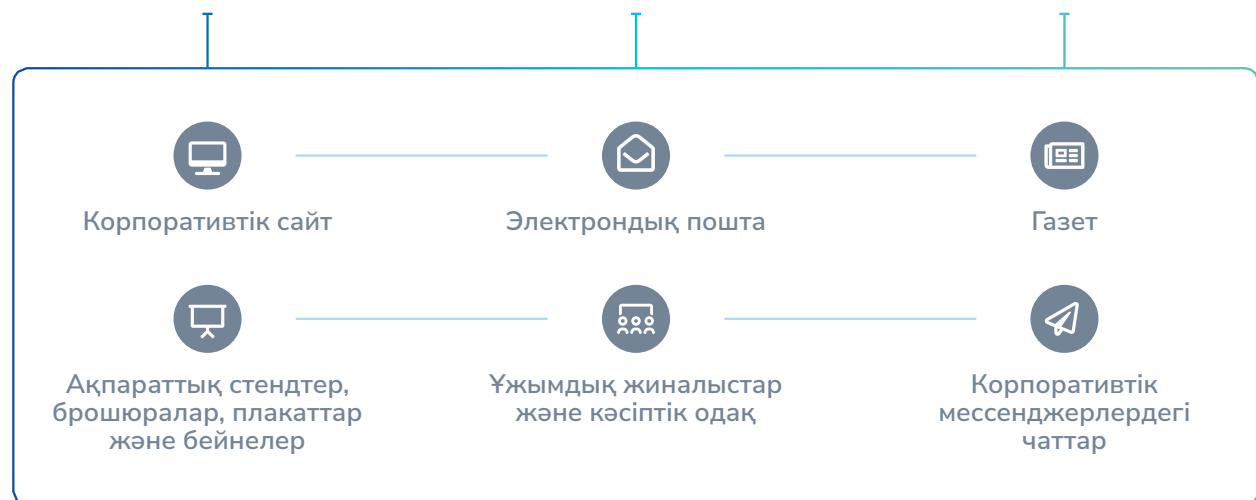 Корпоративтік сайт
Электрондық пошта
Газет
Ақпараттық стендтер,
брошюралар, плакаттар
және бейнелер
Ұжымдық жиналыстар
және кәсіптік одақ
Корпоративтік
мессенджерлердегі
чаттар